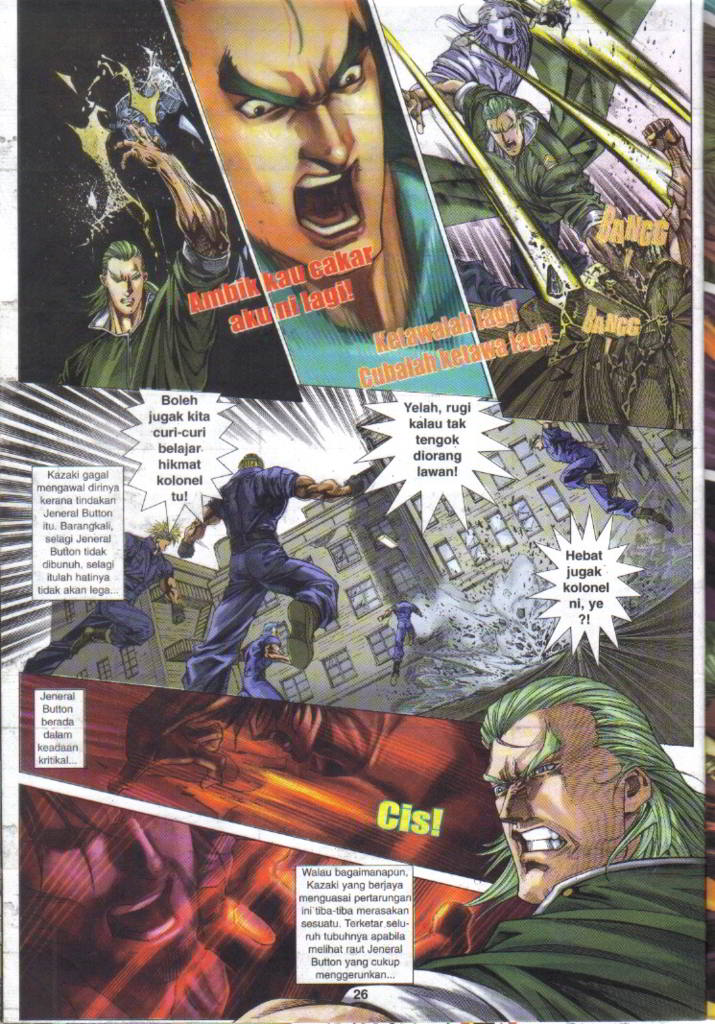 Ambik kau cakar
aku ni lagi!
Ketawalah lagi!
Cubalah ketawa lagi!
BANGG
BANGG
Boleh
jugak kita
curi-curi
belajar
hikmat
kolonel
tu!
Yelah, rugi
kalau tak
tengok
diorang
lawan!
Kazaki gagal
mengawal dirinya
kerana tindakan
Jeneral Button
itu. Barangkali,
selagi Jeneral
Button tidak
dibunuh, selagi
itulah hatinya
tidak akan lega...
Hebat
jugak
kolonel
ni, ye
?!
Jeneral
Button
berada
dalam
keadaan
kritikal...
Cis!
Walau bagaimanapun,
Kazaki yang berjaya
menguasai pertarungan
ini tiba-tiba merasakan
sesuatu. Terketar selu-
ruh tubuhnya apabila
melihat raut Jeneral
Button yang cukup
menggerunkan...
26